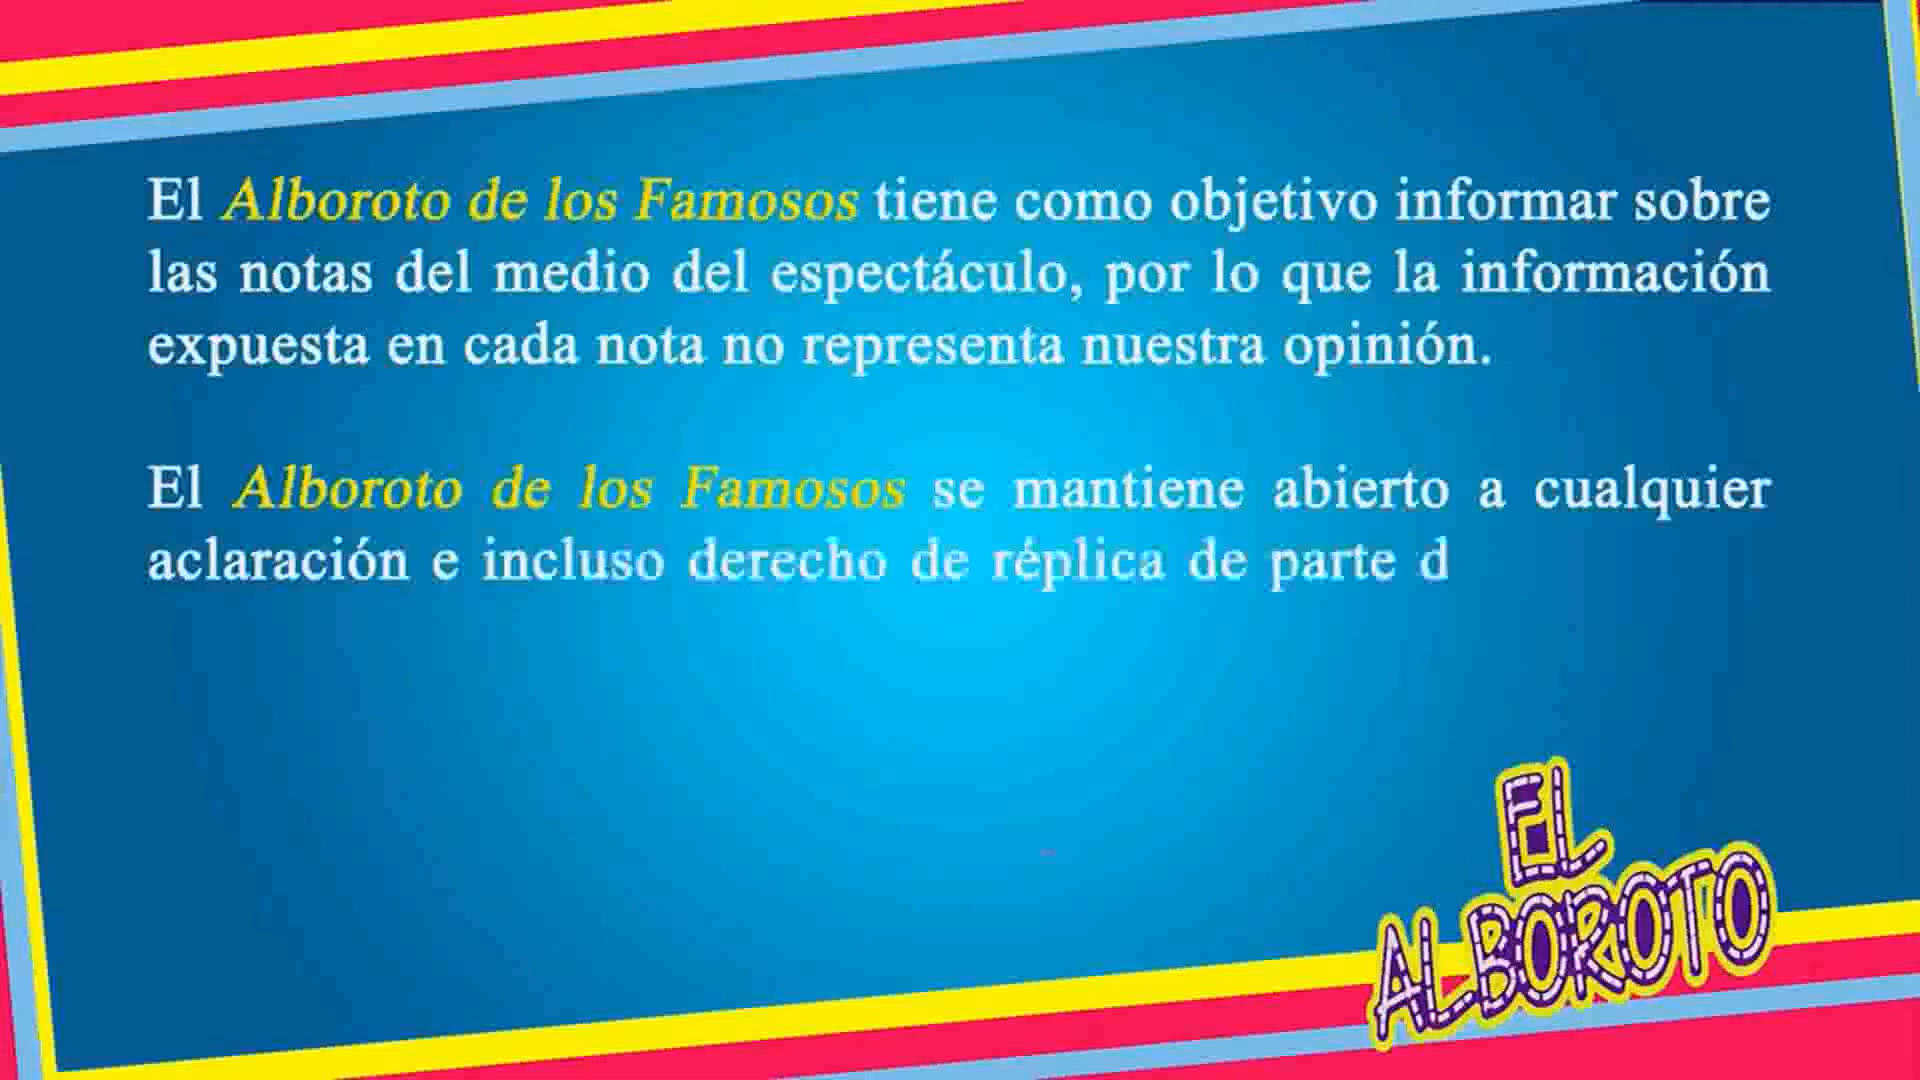 El Alboroto de los Famosos tiene como objetivo informar sobre
las notas del medio del espectáculo, por lo que la información
expuesta en cada nota no representa nuestra opinión.
El Alboroto de los Famosos se mantiene abierto a cualquier
aclaración e incluso derecho de réplica de parte d
EL
ALBOROTO